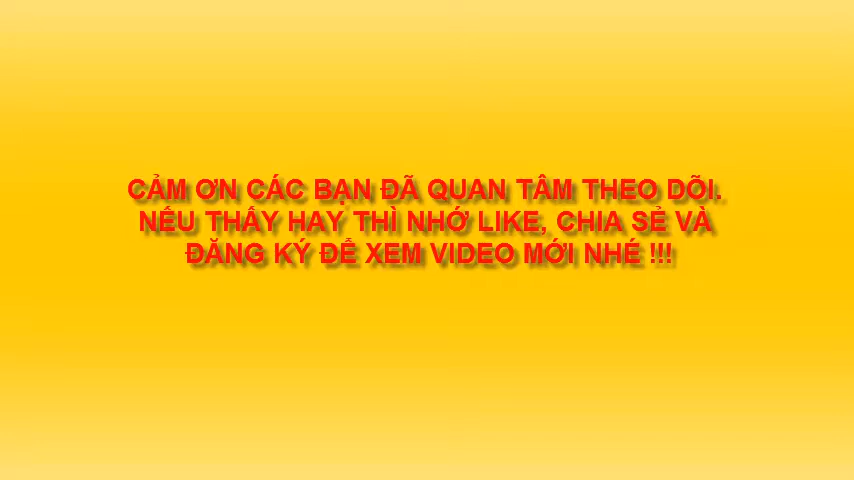 CẢM ƠN CÁC BẠN ĐÃ QUAN TÂM THEO DÕI.
NẾU THẤY HAY THÌ NHỚ LIKE, CHIA SẺ VÀ
ĐĂNG KÝ ĐỂ XEM VIDEO MỚI NHÉ !!!